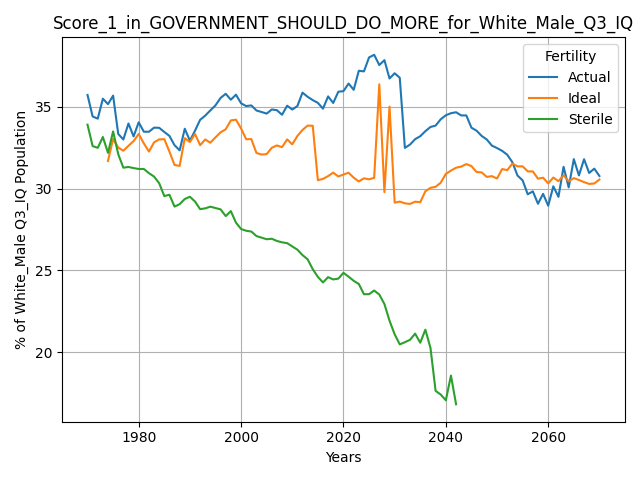 Score_1_in_GOVERNMENT_SHOULD_DO_MORE_for_White_Male_Q3_IQ
Fertility
Actual
Ideal
Sterile
% of White_Male Q3_IQ Population
35
30
25
20
1980
2000
2020
2040
2060
Years